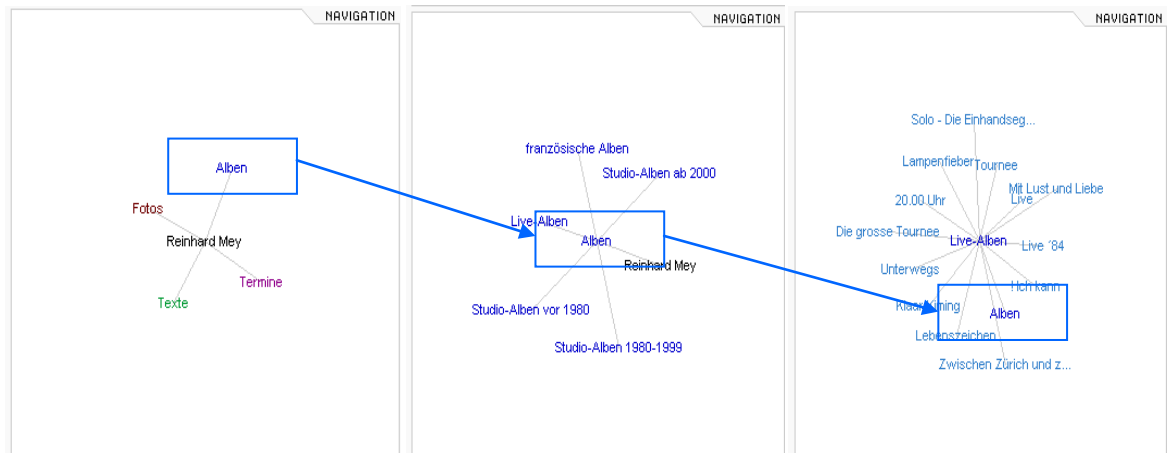 NAVIGATION
Alben
Fotos
Reinhard Mey
Termine
Texte
NAVIGATION
französische Alben
Studio-Alben ab 2000
Live-Alben
Alben
Reinhard Mey
Studio-Alben vor 1980
Studio-Alben 1980-1999
NAVIGATION
Solo - Die Einhandseg...
Lampenfieber
Tournee
Mit Lust und Liebe
20.00 Uhr
Live
Die grosse Tournee
Live-Alben
Live ´84
Unterwegs
Ich kann
Alben
Lebenszeichen
Zwischen Zürich und z...